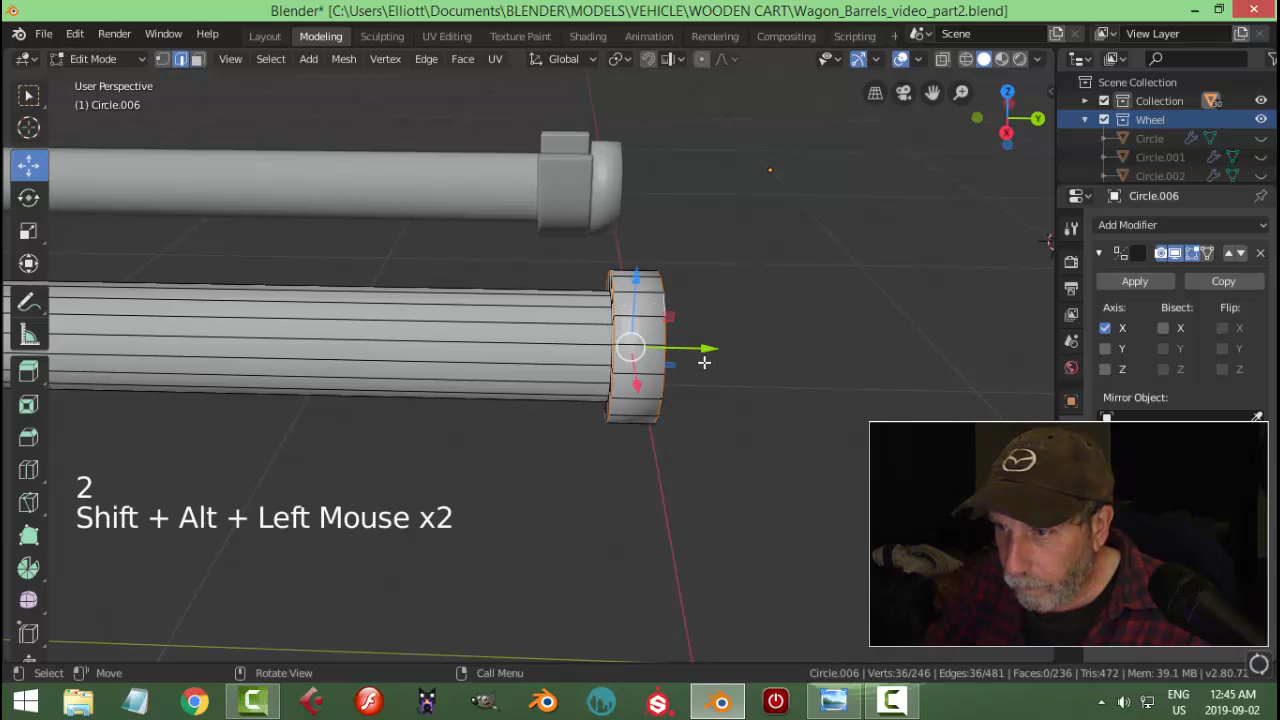 Blender* [C:\Users\Elliott\Documents\BLENDER\MODELS\VEHICLE\WOODEN CART\Wagon_Barrels_video_part2.blend]
File Edit Render Window Help Layout Modeling Sculpting UV Editing Texture Paint Shading Animation Rendering Compositing Scripting + Scene View Layer
Edit Mode View Select Add Mesh Vertex Edge Face UV Global
User Perspective
(1) Circle.006
Z
Y
X
Scene Collection
Collection 30
Wheel
Circle
Circle.001
Circle.002
Circle.006
Add Modifier
Apply Copy
Axis: Bisect: Flip:
X X X
Y Y Y
Z Z Z
Mirror Object:
2
Shift + Alt + Left Mouse x2
Select Move Rotate View Call Menu Circle.006 | Verts:36/246 | Edges:36/481 | Faces:0/236 | Tris:472 | Mem: 39.1 MB | v2.80.7
ENG 12:45 AM
US 2019-09-02